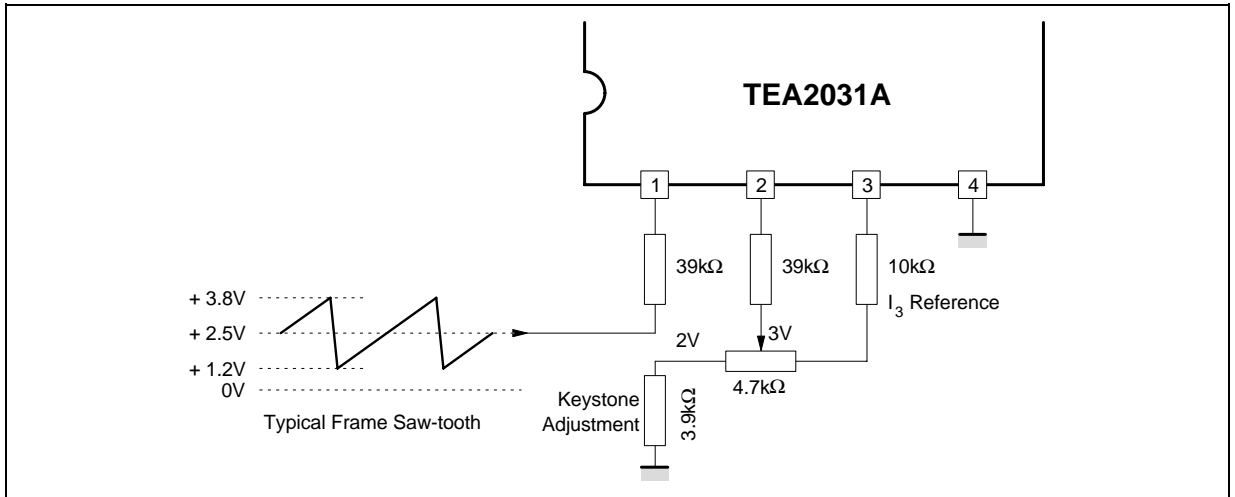 TEA2031A
1 2 3 4
39kΩ 39kΩ 10kΩ
I3 Reference
+ 3.8V
+ 2.5V
+ 1.2V
0V
2V 3V
4.7kΩ
Keystone
Adjustment
3.9kΩ
Typical Frame Saw-tooth